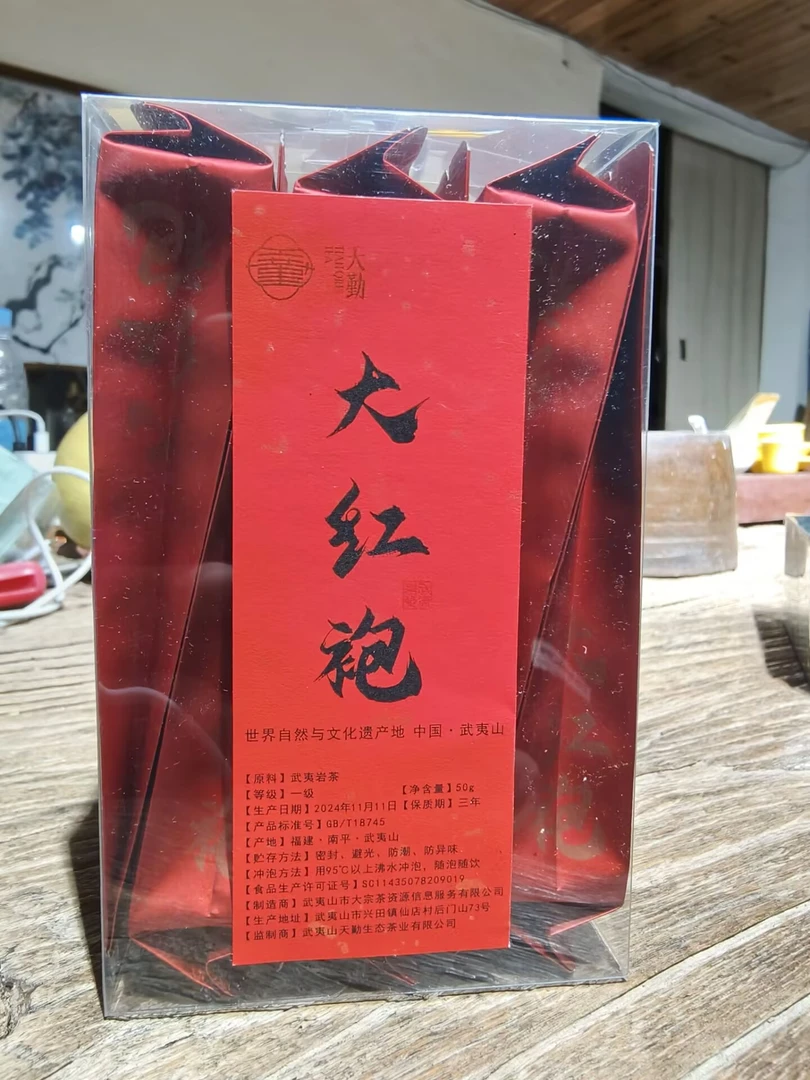 大勤
大红袍
世界自然与文化遗产地 中国·武夷山
【原料】武夷岩茶
【等级】一级 【净含量】50g
【生产日期】2024年11月11日【保质期】三年
【产品标准号】GB/T18745
【产地】福建·南平·武夷山
【贮存方法】密封、避光、防潮、防异味
【冲泡方法】用95℃以上沸水冲泡，随泡随饮
【食品生产许可证号】SC11435078209019
【制造商】武夷山市大宗茶资源信息服务有限公司
【生产地址】武夷山市兴田镇仙店村后门山73号
【监制商】武夷山天勤生态茶业有限公司